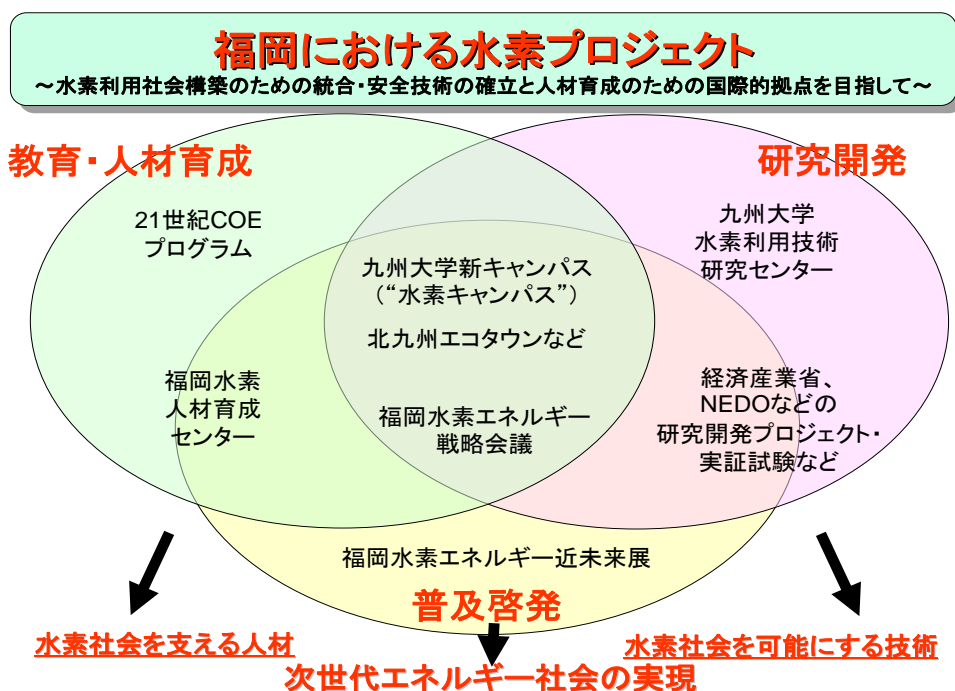 福岡における水素プロジェクト
～水素利用社会構築のための統合・安全技術の確立と人材育成のための国際的拠点を目指して～
教育・人材育成
研究開発
21世紀COE
プログラム
九州大学
水素利用技術
研究センター
九州大学新キャンパス
(“水素キャンパス”)
北九州エコタウンなど
福岡水素
人材育成
センター
福岡水素エネルギー
戦略会議
経済産業省、
NEDOなどの
研究開発プロジェクト・
実証試験など
福岡水素エネルギー近未来展
普及啓発
水素社会を支える人材
水素社会を可能にする技術
次世代エネルギー社会の実現